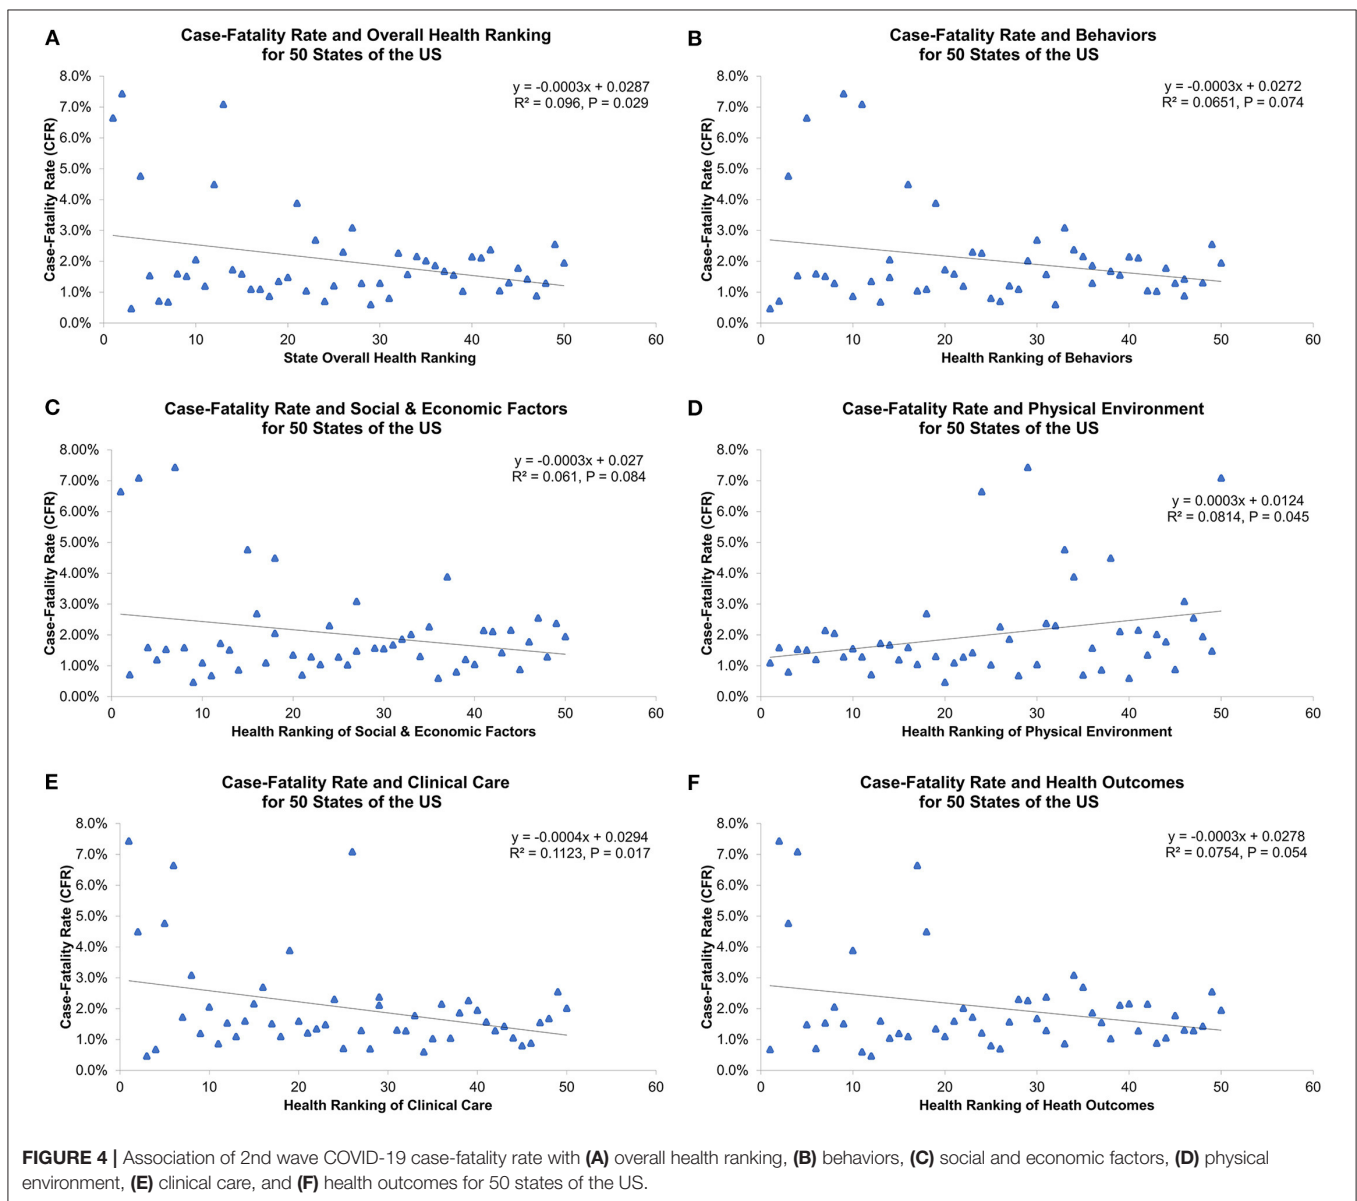 A
Case-Fatality Rate and Overall Health Ranking
for 50 States of the US
y = -0.0003x + 0.0287
R² = 0.096, P = 0.029
Case-Fatality Rate (CFR)
8.0%
7.0%
6.0%
5.0%
4.0%
3.0%
2.0%
1.0%
0.0%
0 10 20 30 40 50 60
State Overall Health Ranking
B
Case-Fatality Rate and Behaviors
for 50 States of the US
y = -0.0003x + 0.0272
R² = 0.0651, P = 0.074
Case-Fatality Rate (CFR)
8.0%
7.0%
6.0%
5.0%
4.0%
3.0%
2.0%
1.0%
0.0%
0 10 20 30 40 50 60
Health Ranking of Behaviors
C
Case-Fatality Rate and Social & Economic Factors
for 50 States of the US
y = -0.0003x + 0.027
R² = 0.061, P = 0.084
Case-Fatality Rate (CFR)
8.00%
7.00%
6.00%
5.00%
4.00%
3.00%
2.00%
1.00%
0.00%
0 10 20 30 40 50 60
Health Ranking of Social & Economic Factors
D
Case-Fatality Rate and Physical Environment
for 50 States of the US
y = 0.0003x + 0.0124
R² = 0.0814, P = 0.045
Case-Fatality Rate (CFR)
8.0%
7.0%
6.0%
5.0%
4.0%
3.0%
2.0%
1.0%
0.0%
0 10 20 30 40 50 60
Health Ranking of Physical Environment
E
Case-Fatality Rate and Clinical Care
for 50 States of the US
y = -0.0004x + 0.0294
R² = 0.1123, P = 0.017
Case-Fatality Rate (CFR)
8.0%
7.0%
6.0%
5.0%
4.0%
3.0%
2.0%
1.0%
0.0%
0 10 20 30 40 50 60
Health Ranking of Clinical Care
F
Case-Fatality Rate and Health Outcomes
for 50 States of the US
y = -0.0003x + 0.0278
R² = 0.0754, P = 0.054
Case-Fatality Rate (CFR)
8.0%
7.0%
6.0%
5.0%
4.0%
3.0%
2.0%
1.0%
0.0%
0 10 20 30 40 50 60
Health Ranking of Heath Outcomes
FIGURE 4 | Association of 2nd wave COVID-19 case-fatality rate with (A) overall health ranking, (B) behaviors, (C) social and economic factors, (D) physical
environment, (E) clinical care, and (F) health outcomes for 50 states of the US.